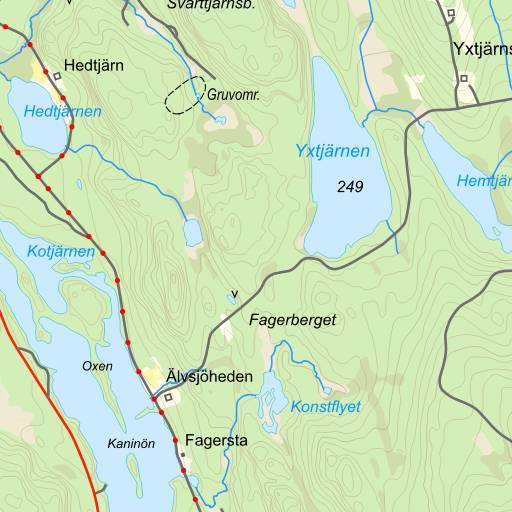 Svarttjärnsb.
Hedtjärn
Yxtjärns
Gruvomr.
Hedtjärnen
Yxtjärnen
249
Hemtjär
Kotjärnen
v
Fagerberget
Oxen
Älvsjöheden
Konstflyet
Kaninön
Fagersta